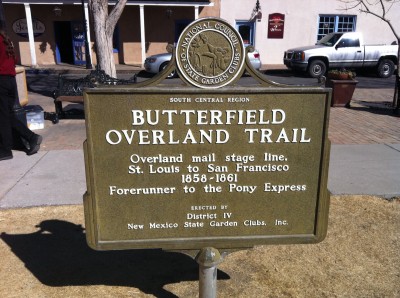 NATIONAL COUNCIL
STATE GARDEN CLUBS
SOUTH CENTRAL REGION
BUTTERFIELD
OVERLAND TRAIL
Overland mail stage line,
St. Louis to San Francisco
1858-1861
Forerunner to the Pony Express
ERECTED BY
District IV
New Mexico State Garden Clubs, Inc.